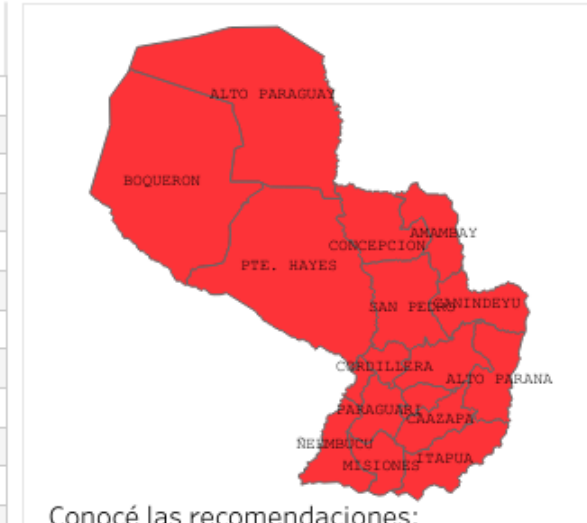 ALTO PARAGUAY
BOQUERON
AMAMBAY
CONCEPCION
PTE. HAYES
SAN PEDRO
CANINDEYU
CORDILLERA
ALTO PARANA
PARAGUARI
CAAZAPA
ÑEEMBUCU
ITAPUA
MISIONES
Conocé las recomendaciones: